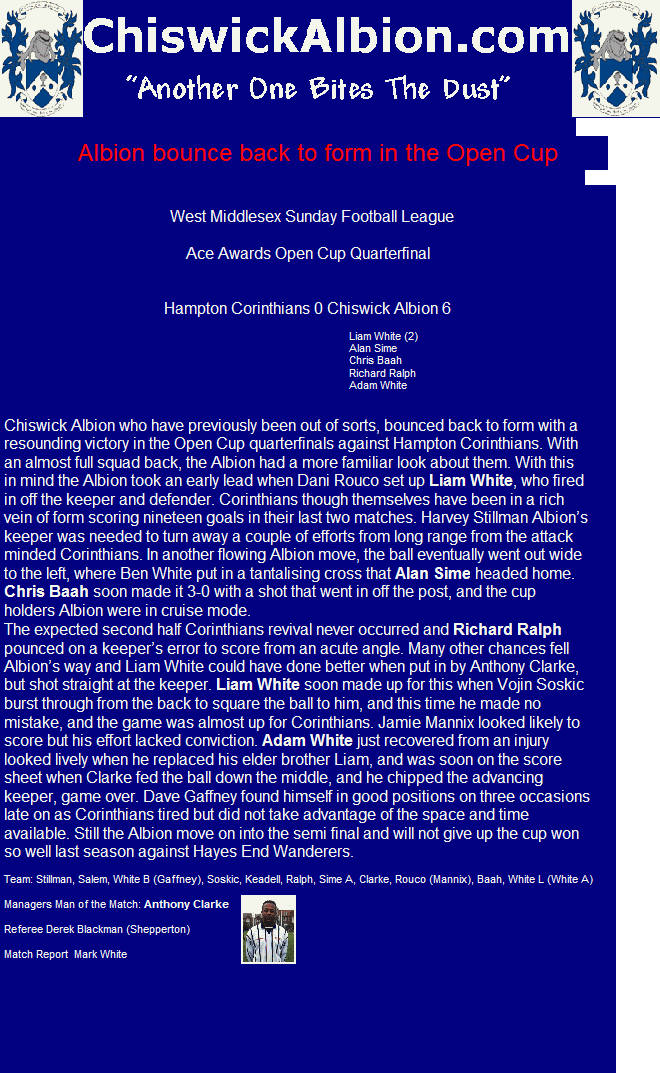 ChiswickAlbion.com
"Another One Bites The Dust"
Albion bounce back to form in the Open Cup
West Middlesex Sunday Football League
Ace Awards Open Cup Quarterfinal
Hampton Corinthians 0 Chiswick Albion 6
Liam White (2)
Alan Sime
Chris Baah
Richard Ralph
Adam White
Chiswick Albion who have previously been out of sorts, bounced back to form with a
resounding victory in the Open Cup quarterfinals against Hampton Corinthians. With
an almost full squad back, the Albion had a more familiar look about them. With this
in mind the Albion took an early lead when Dani Rouco set up Liam White, who fired
in off the keeper and defender. Corinthians though themselves have been in a rich
vein of form scoring nineteen goals in their last two matches. Harvey Stillman Albion's
keeper was needed to turn away a couple of efforts from long range from the attack
minded Corinthians. In another flowing Albion move, the ball eventually went out wide
to the left, where Ben White put in a tantalising cross that Alan Sime headed home.
Chris Baah soon made it 3-0 with a shot that went in off the post, and the cup
holders Albion were in cruise mode.
The expected second half Corinthians revival never occurred and Richard Ralph
pounced on a keeper's error to score from an acute angle. Many other chances fell
Albion's way and Liam White could have done better when put in by Anthony Clarke,
but shot straight at the keeper. Liam White soon made up for this when Vojin Soskic
burst through from the back to square the ball to him, and this time he made no
mistake, and the game was almost up for Corinthians. Jamie Mannix looked likely to
score but his effort lacked conviction. Adam White just recovered from an injury
looked lively when he replaced his elder brother Liam, and was soon on the score
sheet when Clarke fed the ball down the middle, and he chipped the advancing
keeper, game over. Dave Gaffney found himself in good positions on three occasions
late on as Corinthians tired but did not take advantage of the space and time
available. Still the Albion move on into the semi final and will not give up the cup won
so well last season against Hayes End Wanderers.
Team: Stillman, Salem, White B (Gaffney), Soskic, Keadell, Ralph, Sime A, Clarke, Rouco (Mannix), Baah, White L (White A)
Managers Man of the Match: Anthony Clarke
Referee Derek Blackman (Shepperton)
Match Report  Mark White